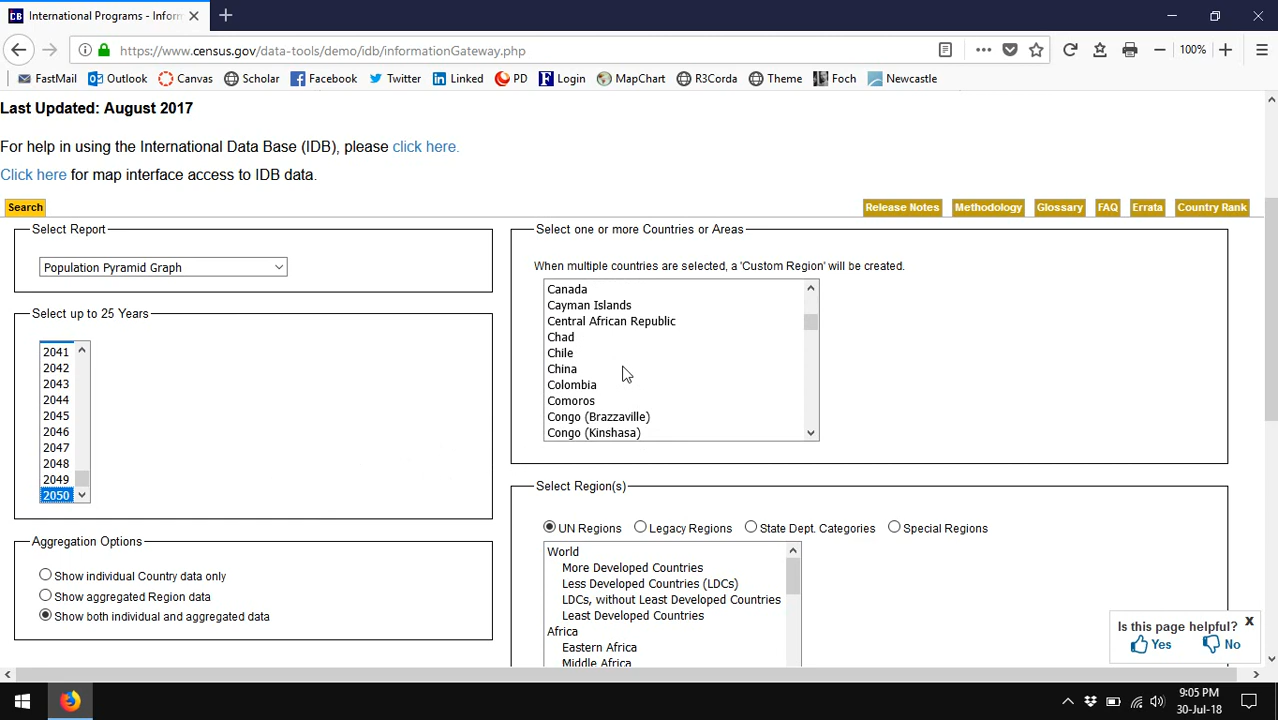 International Programs - Inforn
https://www.census.gov/data-tools/demo/idb/informationGateway.php
100%
FastMail Outlook Canvas Scholar Facebook Twitter Linked PD Login MapChart R3Corda Theme Foch Newcastle
Last Updated: August 2017
For help in using the International Data Base (IDB), please click here.
Click here for map interface access to IDB data.
Search
Release Notes Methodology Glossary FAQ Errata Country Rank
Select Report
Population Pyramid Graph
Select up to 25 Years
2041
2042
2043
2044
2045
2046
2047
2048
2049
2050
Aggregation Options
Show individual Country data only
Show aggregated Region data
Show both individual and aggregated data
Select one or more Countries or Areas
When multiple countries are selected, a 'Custom Region' will be created.
Canada
Cayman Islands
Central African Republic
Chad
Chile
China
Colombia
Comoros
Congo (Brazzaville)
Congo (Kinshasa)
Select Region(s)
UN Regions Legacy Regions State Dept. Categories Special Regions
World
More Developed Countries
Less Developed Countries (LDCs)
LDCs, without Least Developed Countries
Least Developed Countries
Africa
Eastern Africa
Middle Africa
Is this page helpful? X
Yes No
9:05 PM
30-Jul-18